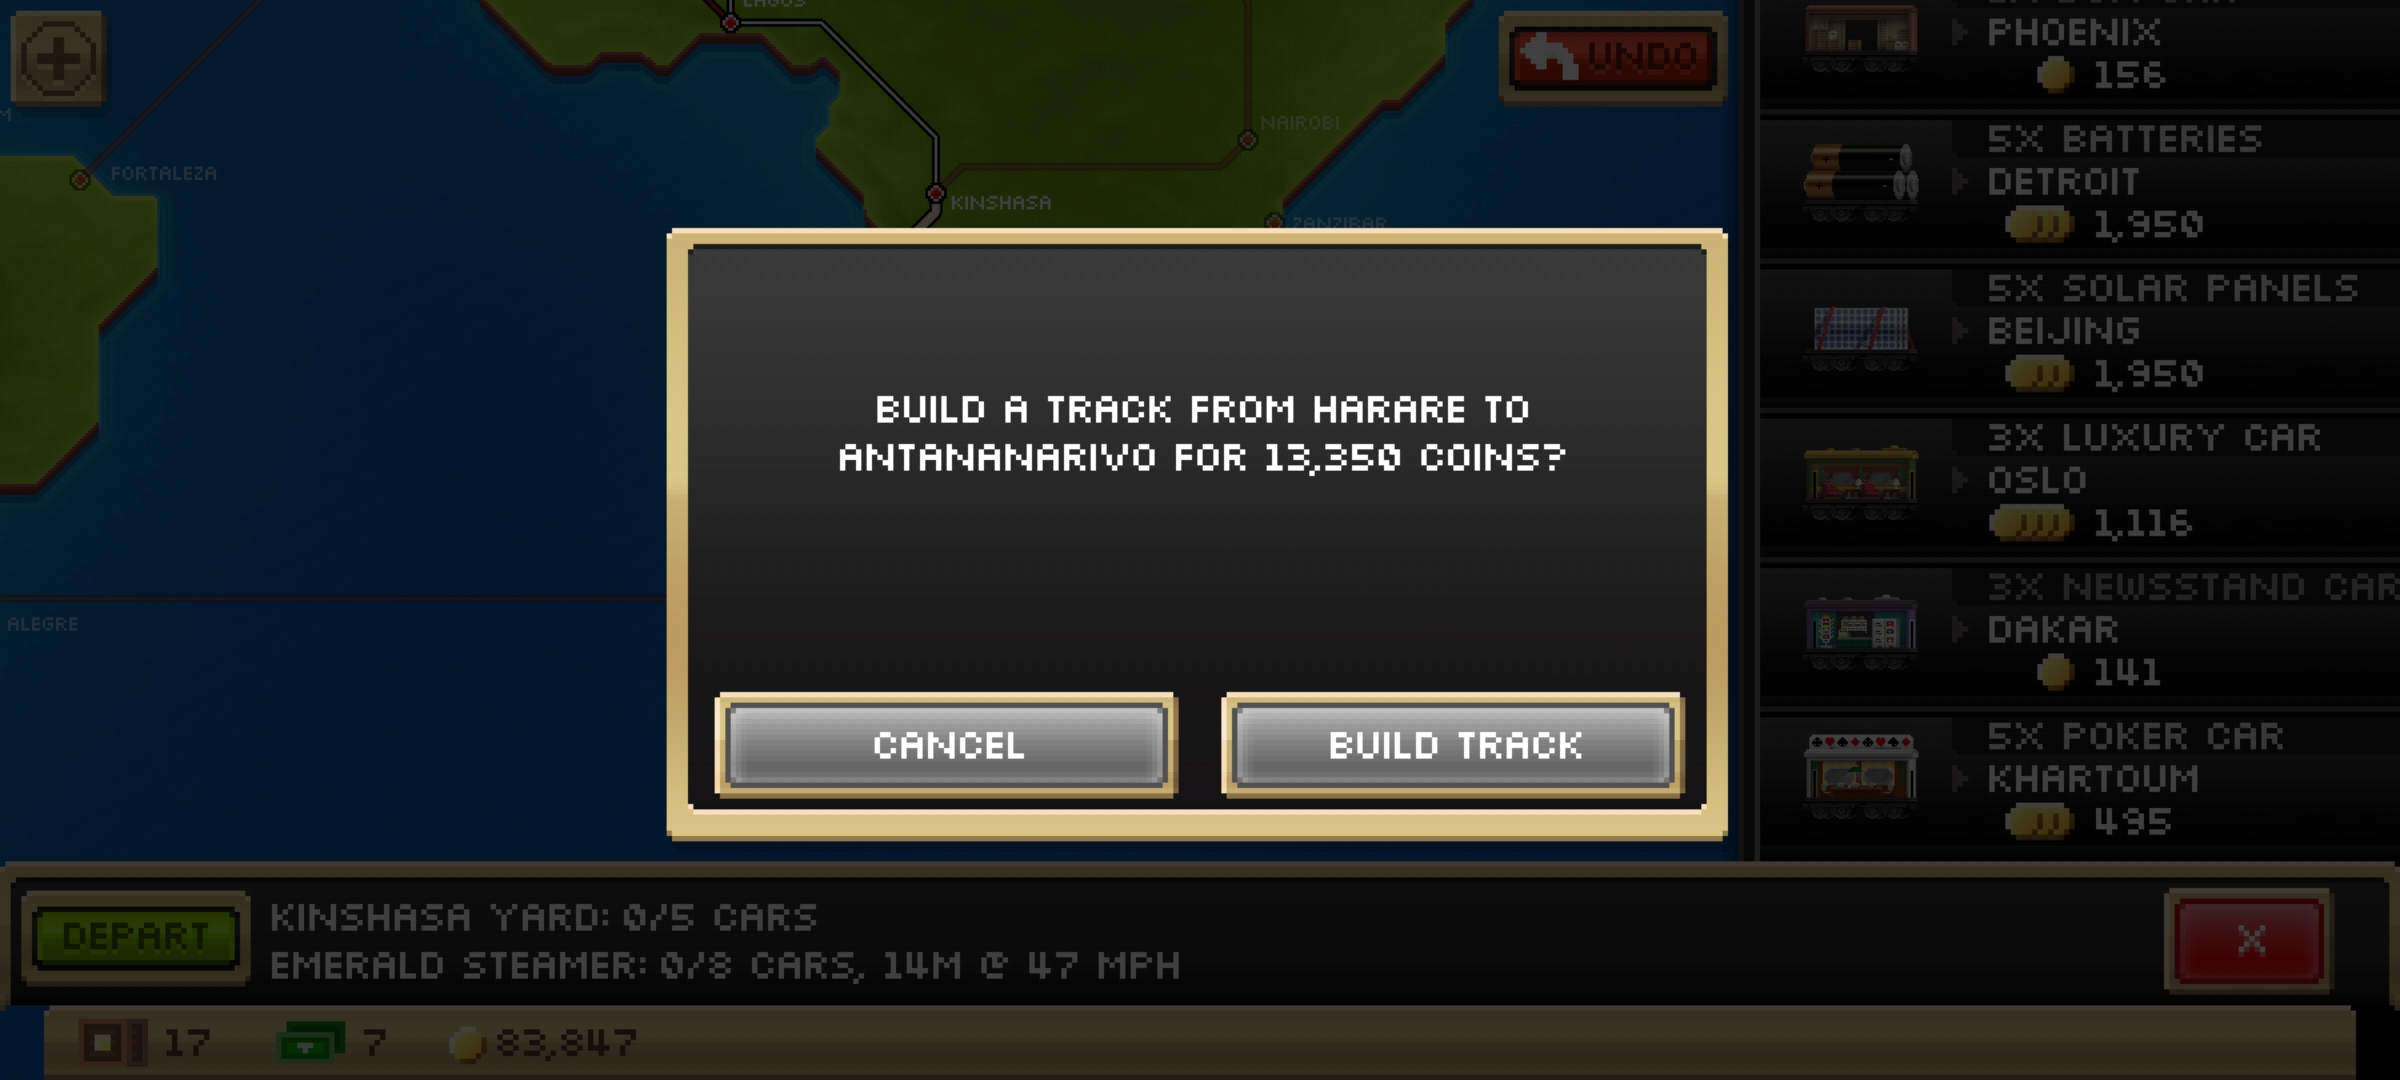 LAGOS
UNDO
M
FORTALEZA
NAIROBI
KINSHASA
ZANZIBAR
ALEGRE
BUILD A TRACK FROM HARARE TO
ANTANANARIVO FOR 13,350 COINS?
CANCEL
BUILD TRACK
PHOENIX
156
5X BATTERIES
DETROIT
1,950
5X SOLAR PANELS
BEIJING
1,950
3X LUXURY CAR
OSLO
1,116
3X NEWSSTAND CAR
DAKAR
141
5X POKER CAR
KHARTOUM
495
DEPART
KINSHASA YARD: 0/5 CARS
EMERALD STEAMER: 0/8 CARS, 14M @ 47 MPH
X
17
7
83,847